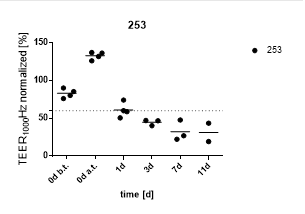 253
253
TEER1000Hz normalized [%]
150
100
50
0
0d b.t.
0d a.t.
1d
3d
7d
11d
time [d]